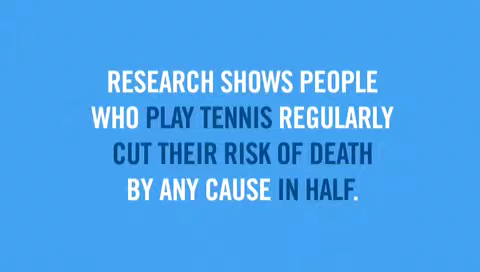 RESEARCH SHOWS PEOPLE
WHO PLAY TENNIS REGULARLY
CUT THEIR RISK OF DEATH
BY ANY CAUSE IN HALF.